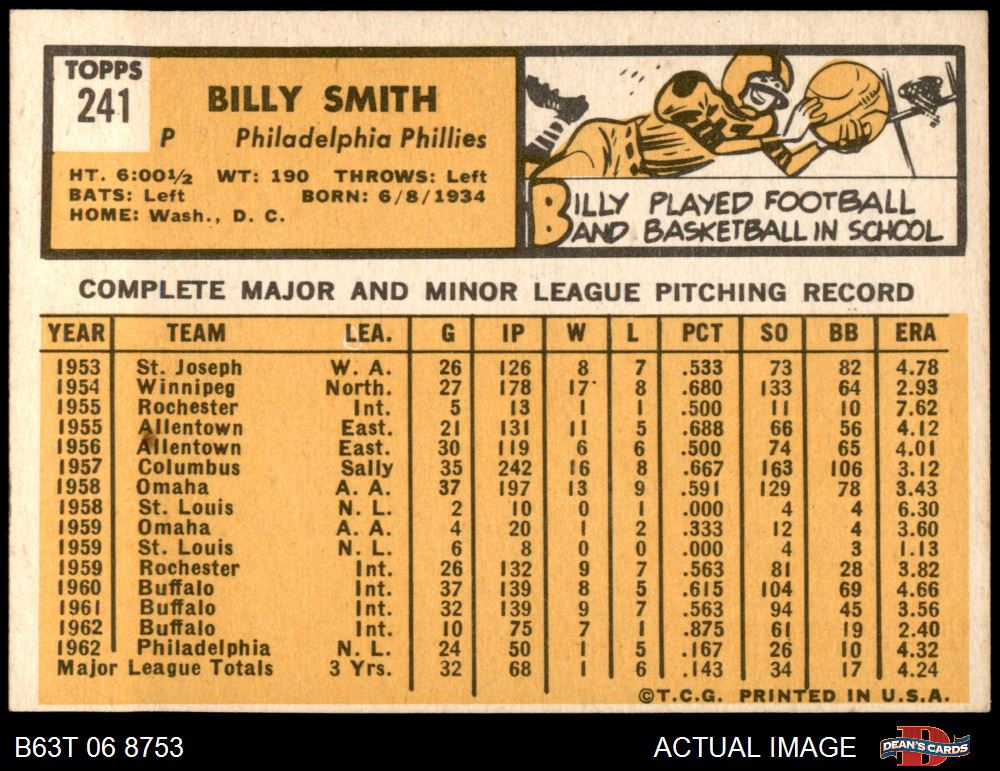 TOPPS
241
BILLY SMITH
P Philadelphia Phillies
HT. 6:00½ WT: 190 THROWS: Left
BATS: Left BORN: 6/8/1934
HOME: Wash., D. C.
BILLY PLAYED FOOTBALL
AND BASKETBALL IN SCHOOL
COMPLETE MAJOR AND MINOR LEAGUE PITCHING RECORD
YEAR TEAM LEA. G IP W L PCT SO BB ERA
1953 St. Joseph W. A. 26 126 8 7 .533 73 82 4.78
1954 Winnipeg North. 27 178 17 8 .680 133 64 2.93
1955 Rochester Int. 5 13 1 1 .500 11 10 7.62
1955 Allentown East. 21 131 11 5 .688 66 56 4.12
1956 Allentown East. 30 119 6 6 .500 74 65 4.01
1957 Columbus Sally 35 242 16 8 .667 163 106 3.12
1958 Omaha A. A. 37 197 13 9 .591 129 78 3.43
1958 St. Louis N. L. 2 10 0 1 .000 4 4 6.30
1959 Omaha A. A. 4 20 1 2 .333 12 4 3.60
1959 St. Louis N. L. 6 8 0 0 .000 4 3 1.13
1959 Rochester Int. 26 132 9 7 .563 81 28 3.82
1960 Buffalo Int. 37 139 8 5 .615 104 69 4.66
1961 Buffalo Int. 32 139 9 7 .563 94 45 3.56
1962 Buffalo Int. 10 75 7 1 .875 61 19 2.40
1962 Philadelphia N. L. 24 50 1 5 .167 26 10 4.32
Major League Totals 3 Yrs. 32 68 1 6 .143 34 17 4.24
©T.C.G. PRINTED IN U.S.A.
B63T 06 8753 ACTUAL IMAGE DEAN'S CARDS